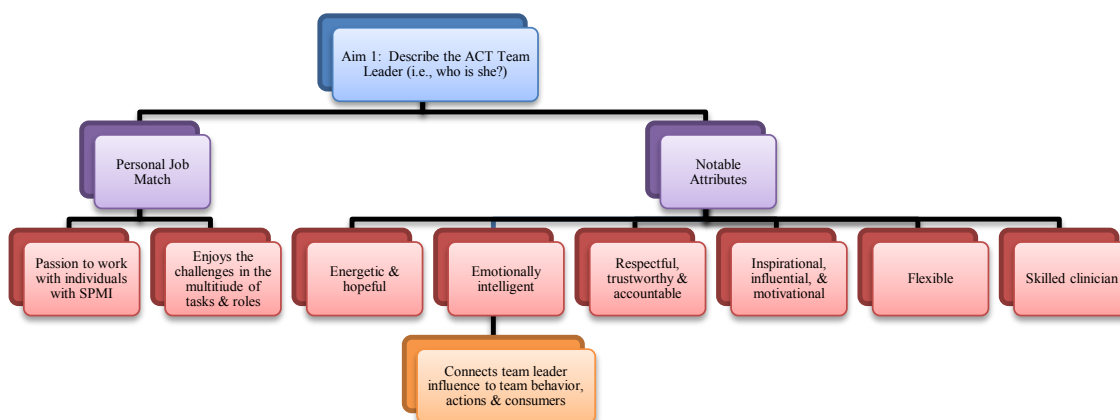 Aim 1:  Describe the ACT Team
Leader (i.e., who is she?)
Personal Job
Match
Notable
Attributes
Passion to work
with individuals
with SPMI
Enjoys the
challenges in the
multitiude of
tasks & roles
Energetic &
hopeful
Emotionally
intelligent
Respectful,
trustworthy &
accountable
Inspirational,
influential, &
motivational
Flexible
Skilled clinician
Connects team leader
influence to team behavior,
actions & consumers